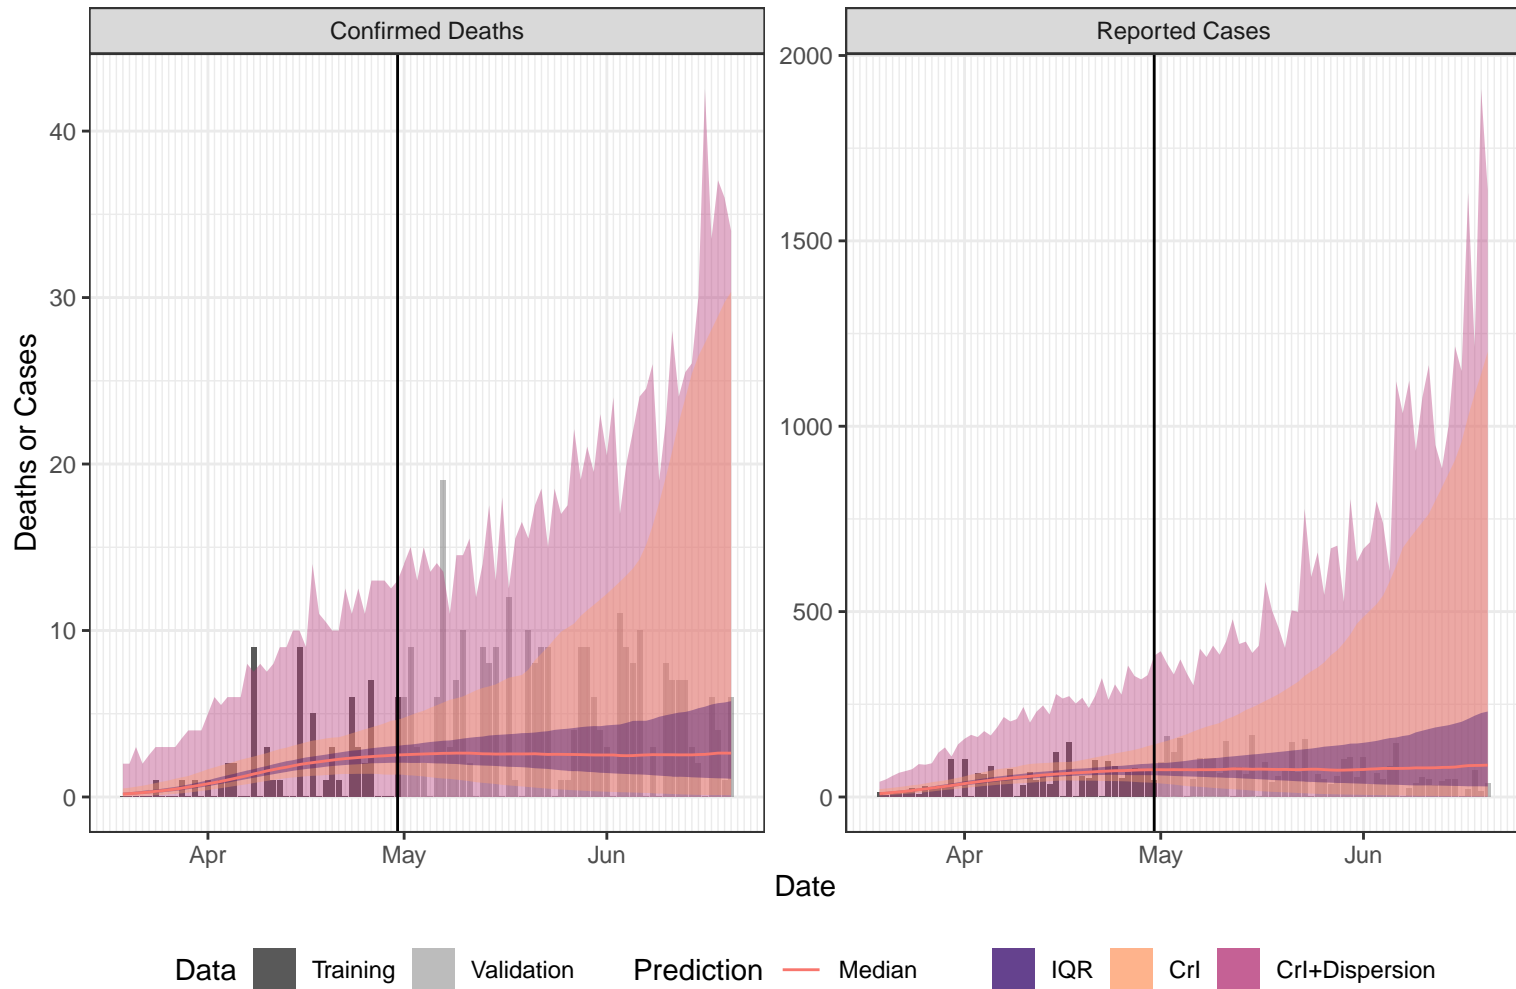 Confirmed Deaths
Reported Cases
Deaths or Cases
40
30
20
10
0
2000
1500
1000
500
0
Apr
May
Jun
Apr
May
Jun
Date
Data
Training
Validation
Prediction
Median
IQR
CrI
CrI+Dispersion